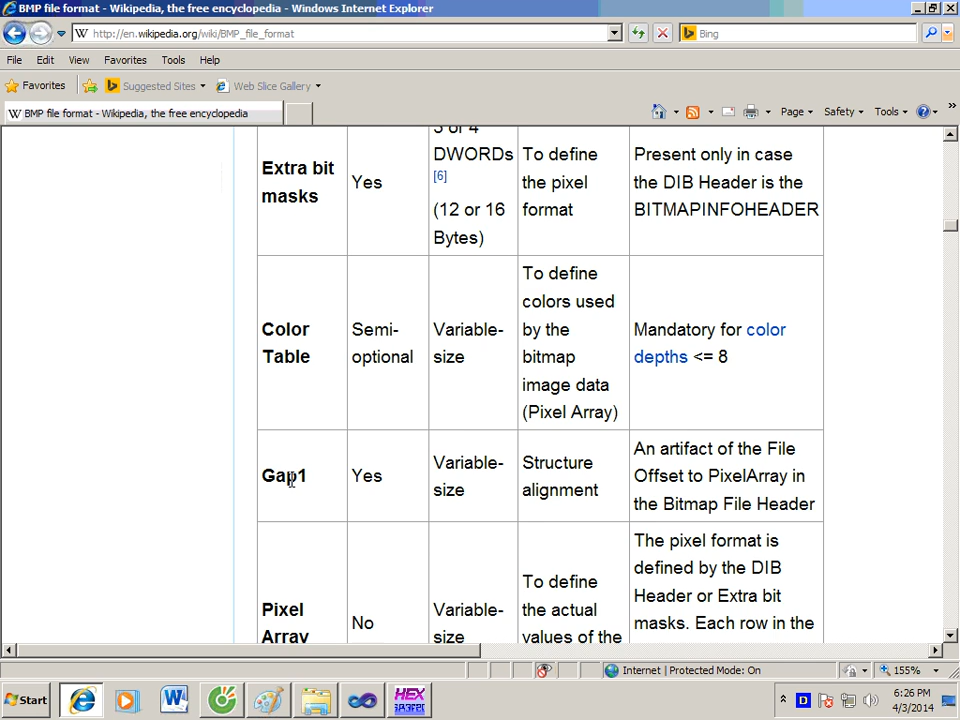 BMP file format - Wikipedia, the free encyclopedia - Windows Internet Explorer
http://en.wikipedia.org/wiki/BMP_file_format
Bing
File Edit View Favorites Tools Help
Favorites Suggested Sites Web Slice Gallery
BMP file format - Wikipedia, the free encyclopedia
Page Safety Tools
Extra bit
masks
Yes
3 or 4
DWORDs
[6]
(12 or 16
Bytes)
To define
the pixel
format
Present only in case
the DIB Header is the
BITMAPINFOHEADER
Color
Table
Semi-
optional
Variable-
size
To define
colors used
by the
bitmap
image data
(Pixel Array)
Mandatory for color
depths <= 8
Gap1
Yes
Variable-
size
Structure
alignment
An artifact of the File
Offset to PixelArray in
the Bitmap File Header
Pixel
Array
No
Variable-
size
To define
the actual
values of the
The pixel format is
defined by the DIB
Header or Extra bit
masks. Each row in the
Internet | Protected Mode: On
155%
Start
HEX
D
6:26 PM
4/3/2014